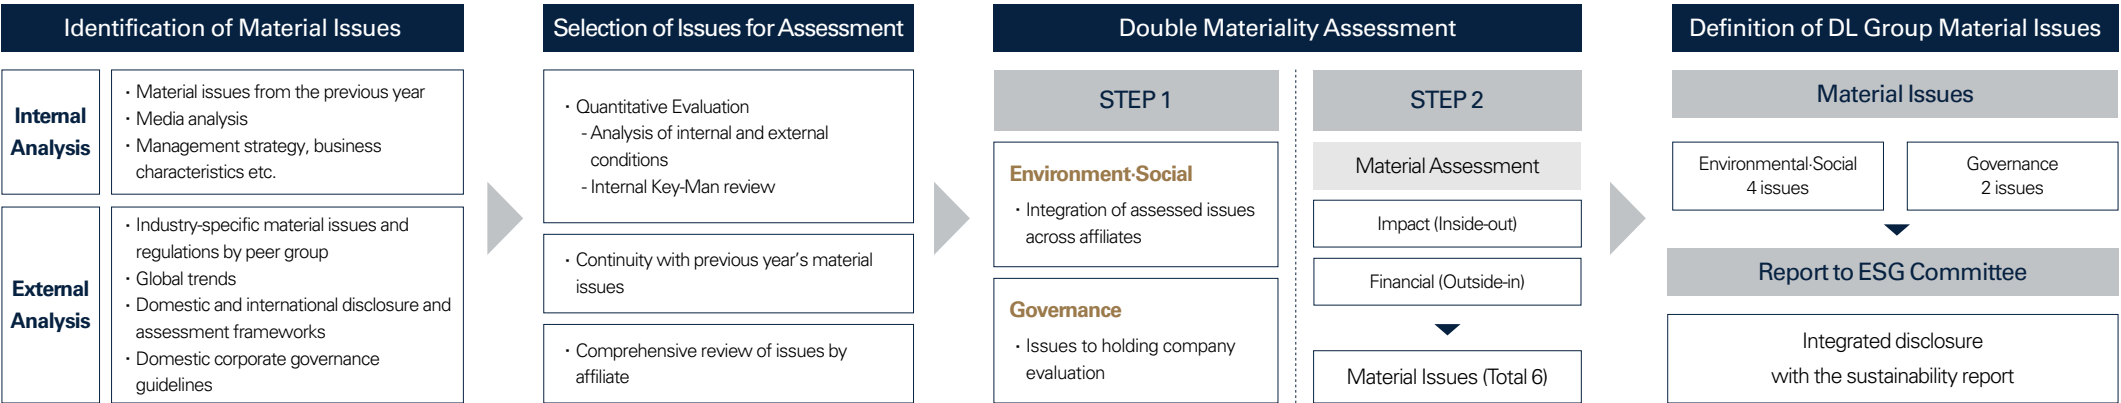 Identification of Material Issues
Internal
Analysis
· Material issues from the previous year
· Media analysis
· Management strategy, business
characteristics etc.
External
Analysis
· Industry-specific material issues and
regulations by peer group
· Global trends
· Domestic and international disclosure and
assessment frameworks
· Domestic corporate governance
guidelines
Selection of Issues for Assessment
· Quantitative Evaluation
- Analysis of internal and external
conditions
- Internal Key-Man review
· Continuity with previous year's material
issues
· Comprehensive review of issues by
affiliate
Double Materiality Assessment
STEP 1
Environment·Social
· Integration of assessed issues
across affiliates
Governance
· Issues to holding company
evaluation
STEP 2
Material Assessment
Impact (Inside-out)
Financial (Outside-in)
Material Issues (Total 6)
Definition of DL Group Material Issues
Material Issues
Environmental·Social
4 issues
Governance
2 issues
Report to ESG Committee
Integrated disclosure
with the sustainability report